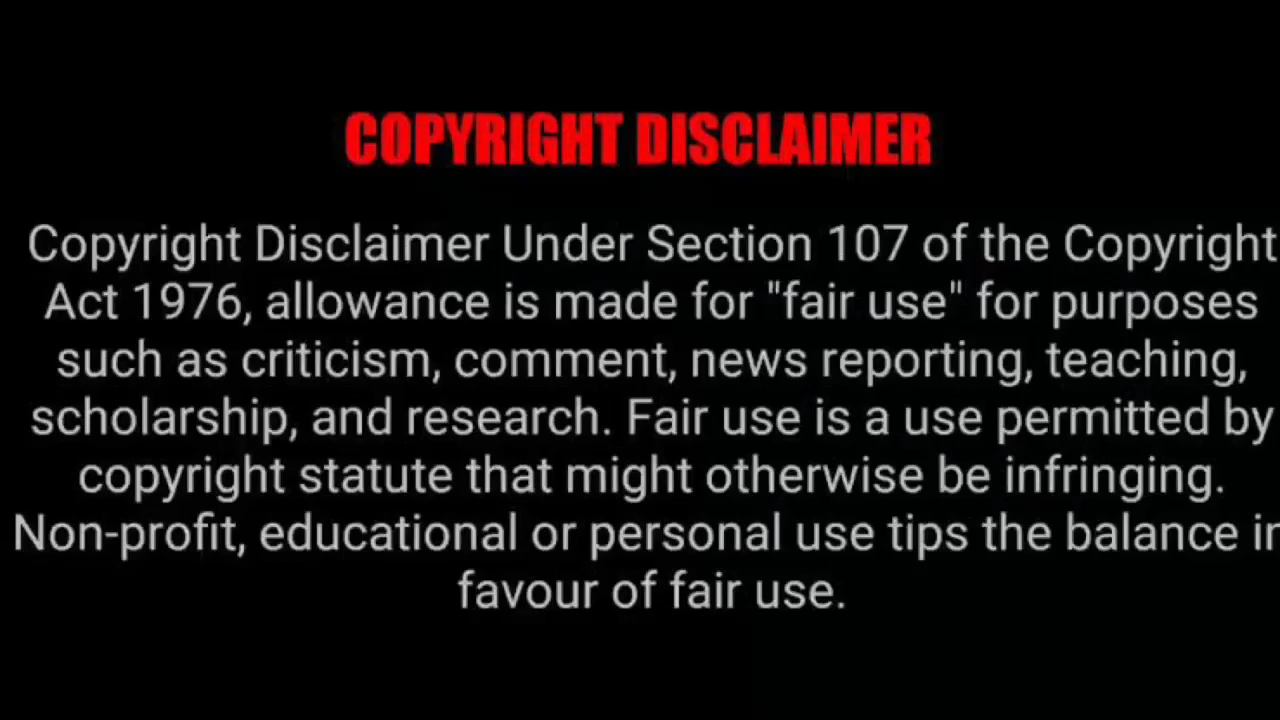 COPYRIGHT DISCLAIMER
Copyright Disclaimer Under Section 107 of the Copyright
Act 1976, allowance is made for "fair use" for purposes
such as criticism, comment, news reporting, teaching,
scholarship, and research. Fair use is a use permitted by
copyright statute that might otherwise be infringing.
Non-profit, educational or personal use tips the balance in
favour of fair use.